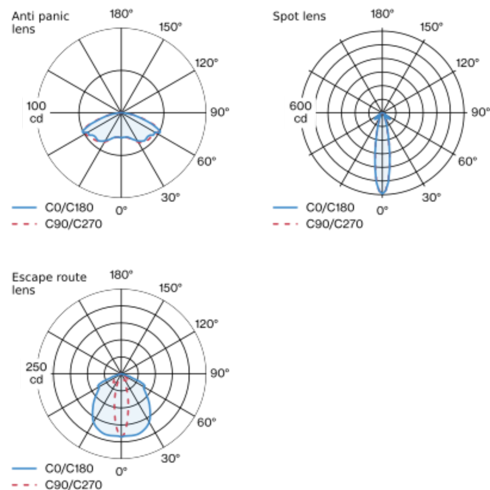 Anti panic
lens
180°
150°
120°
100
cd
90°
60°
30°
0°
C0/C180
C90/C270
Spot lens
180°
150°
120°
600
cd
90°
60°
30°
0°
C0/C180
C90/C270
Escape route
lens
180°
150°
120°
250
cd
90°
60°
30°
0°
C0/C180
C90/C270